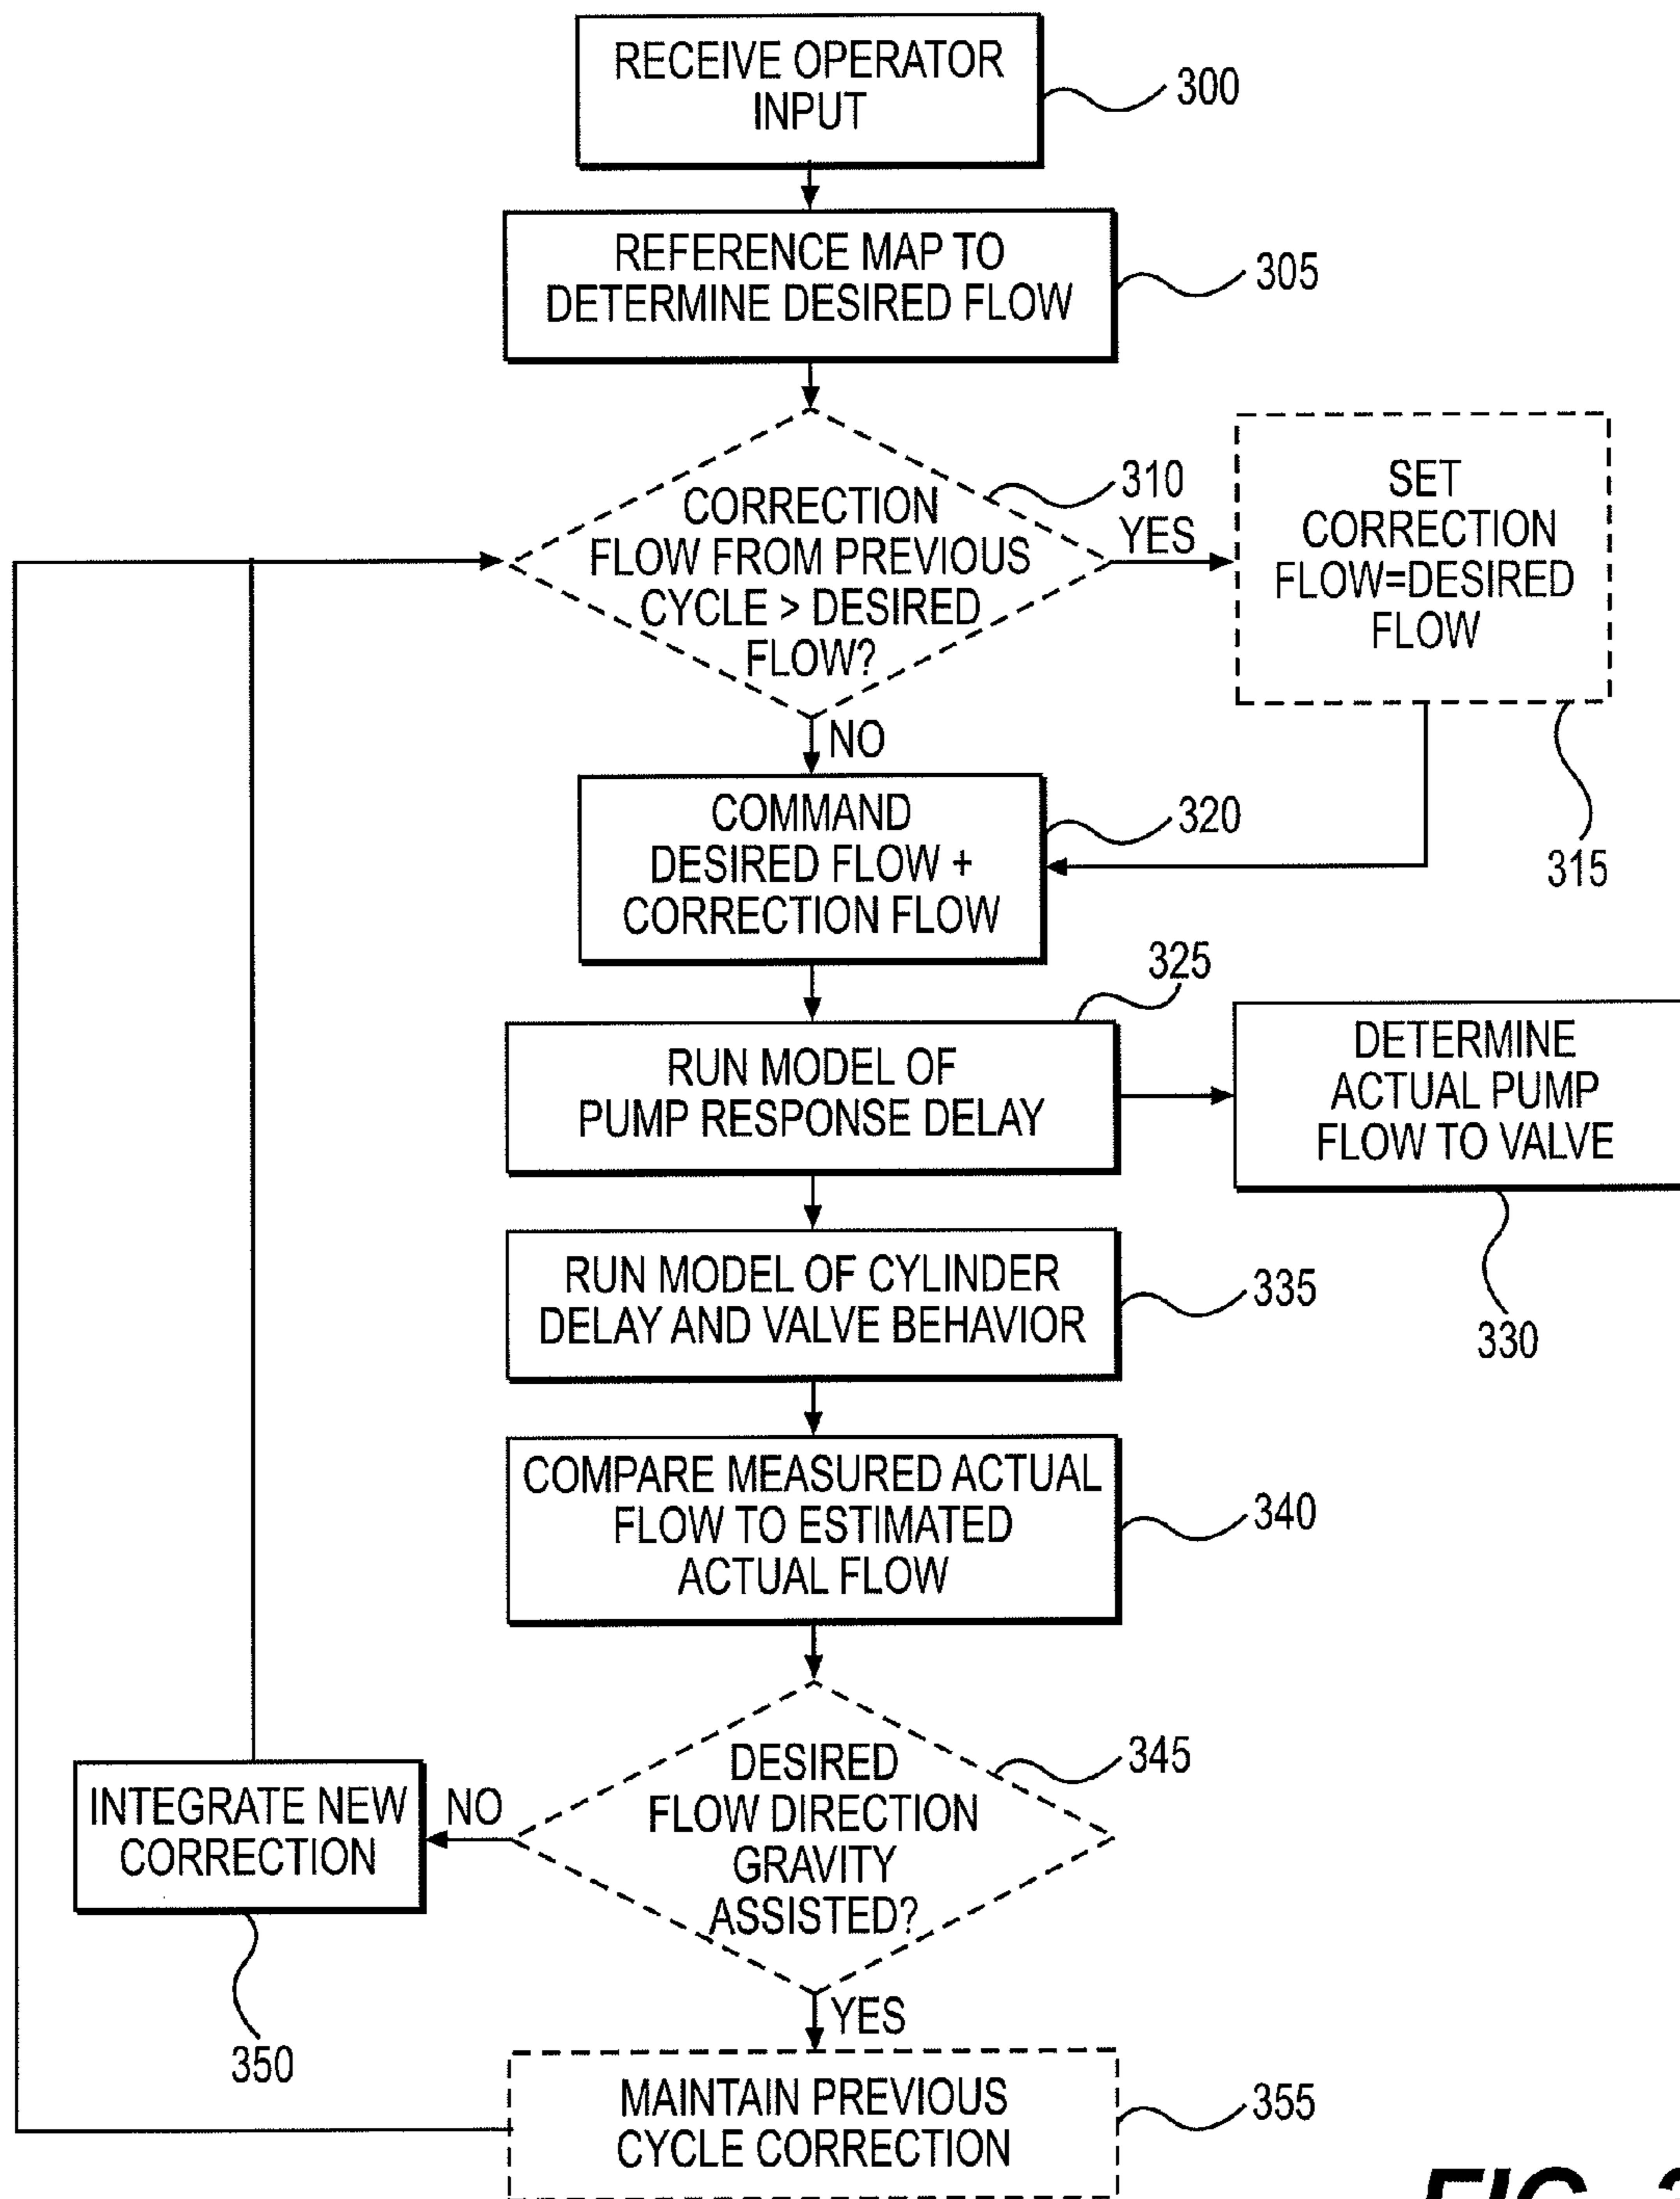 RECEIVE OPERATOR
INPUT
300
REFERENCE MAP TO
DETERMINE DESIRED FLOW
305
CORRECTION
FLOW FROM PREVIOUS
CYCLE > DESIRED
FLOW?
310
YES
SET
CORRECTION
FLOW=DESIRED
FLOW
315
NO
COMMAND
DESIRED FLOW +
CORRECTION FLOW
320
325
RUN MODEL OF
PUMP RESPONSE DELAY
DETERMINE
ACTUAL PUMP
FLOW TO VALVE
330
RUN MODEL OF CYLINDER
DELAY AND VALVE BEHAVIOR
335
COMPARE MEASURED ACTUAL
FLOW TO ESTIMATED
ACTUAL FLOW
340
DESIRED
FLOW DIRECTION
GRAVITY
ASSISTED?
345
NO
INTEGRATE NEW
CORRECTION
350
YES
MAINTAIN PREVIOUS
CYCLE CORRECTION
355
FIG. 3